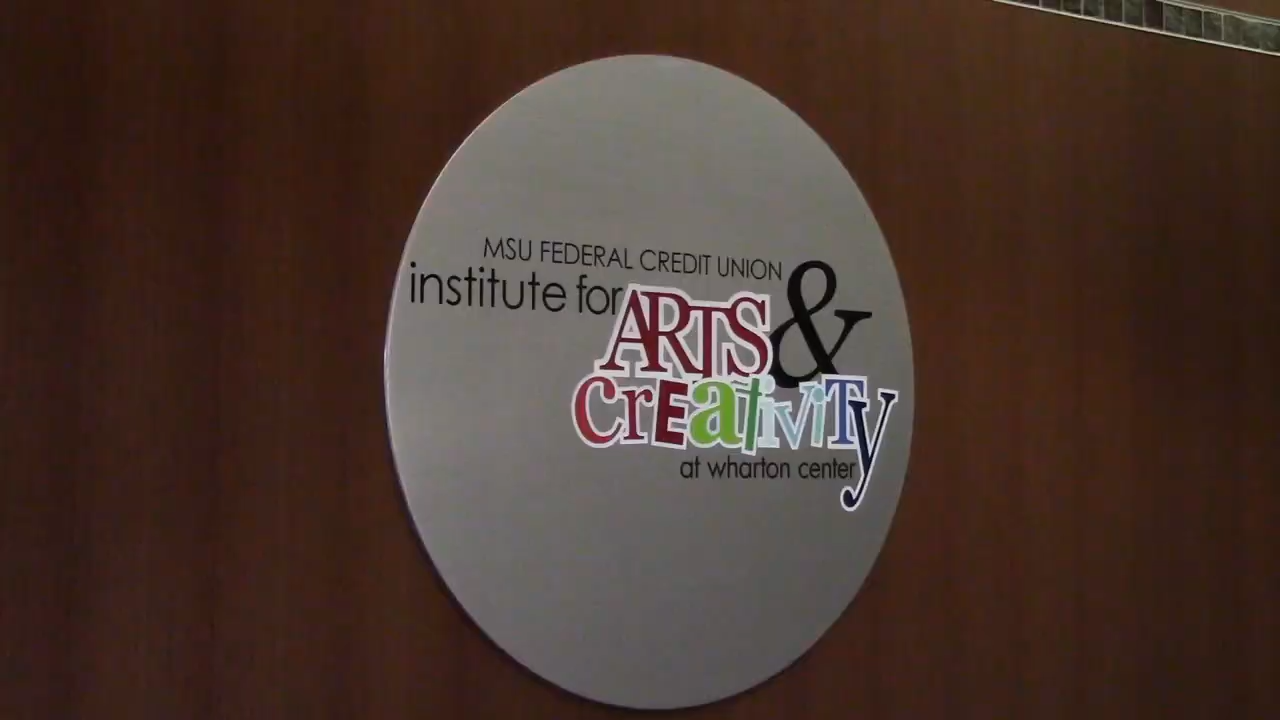 MSU FEDERAL CREDIT UNION
institute for ARTS &
CrEativiTy
at wharton center